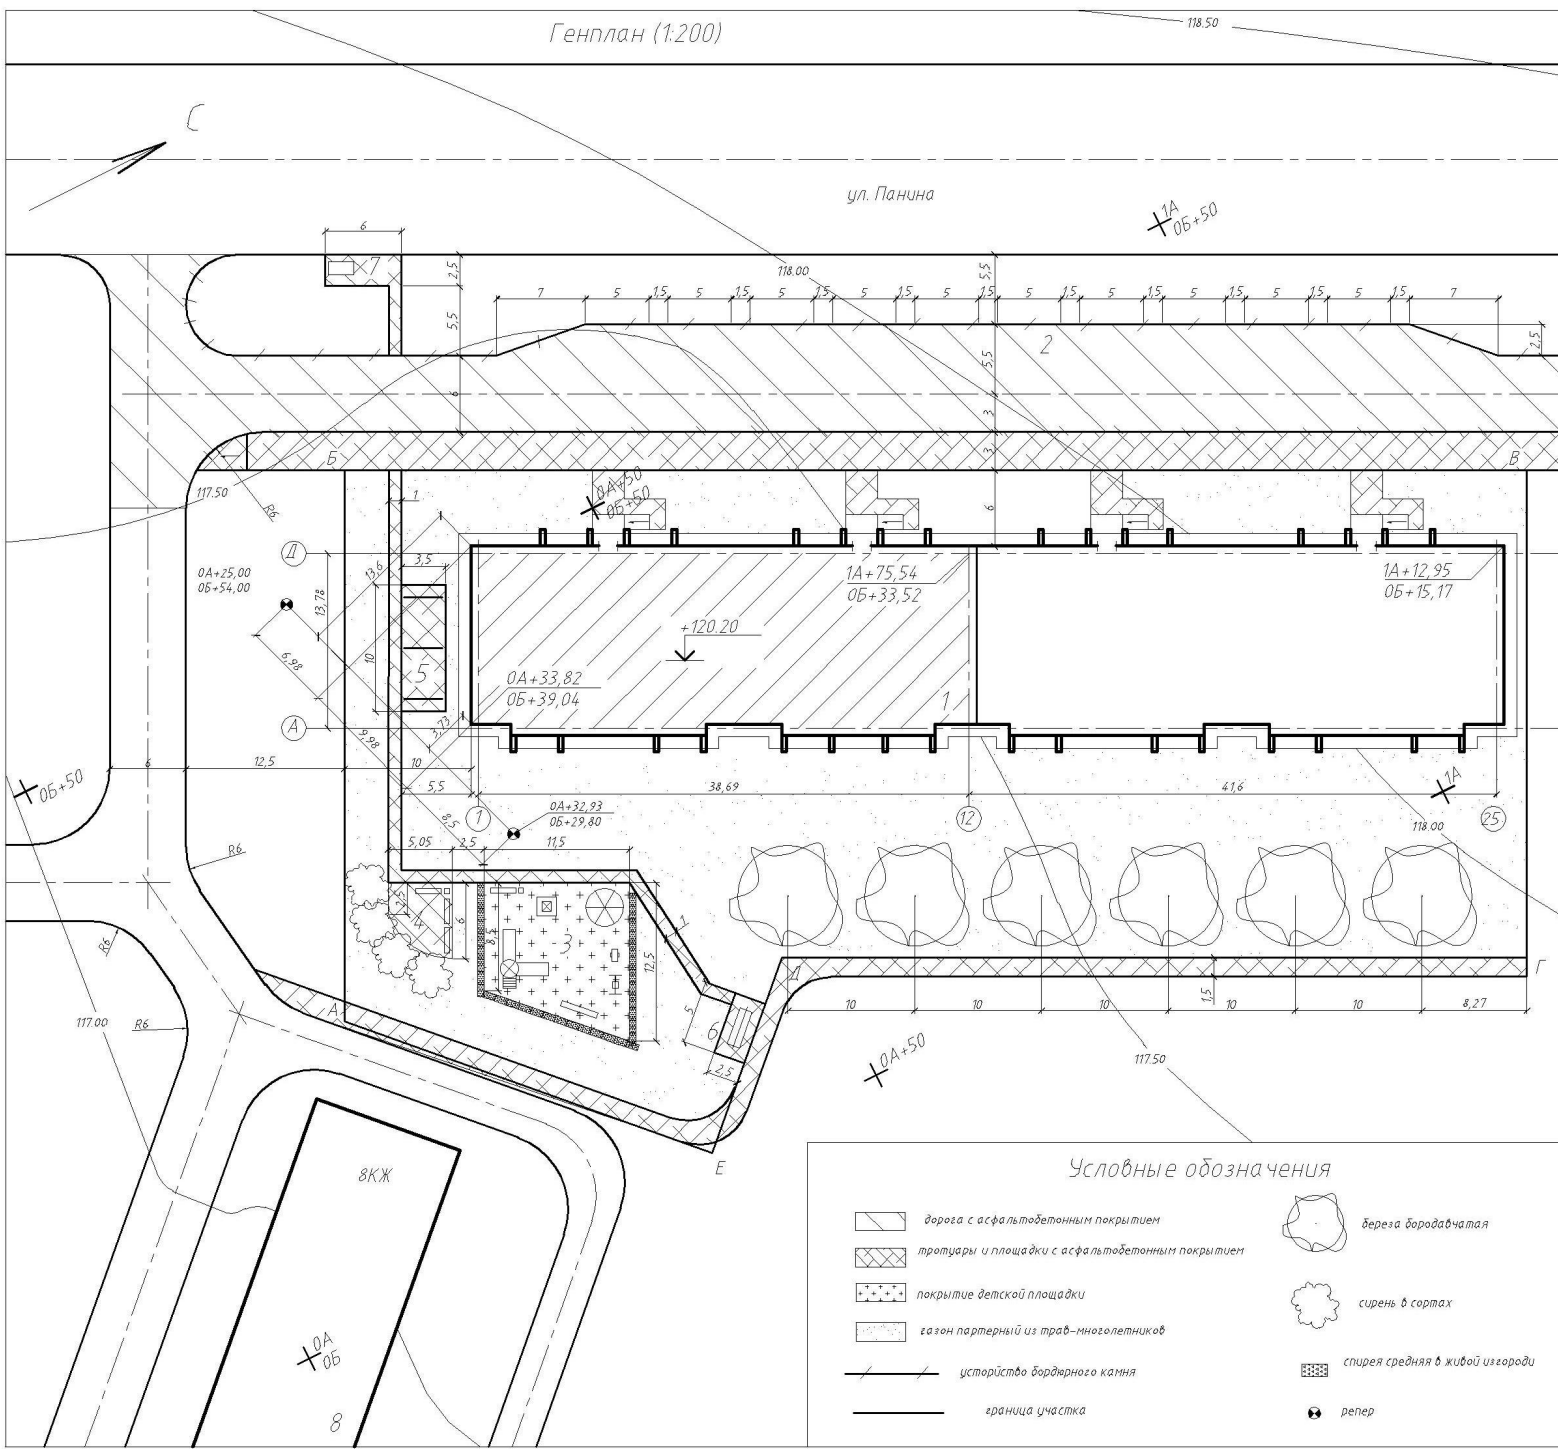 Генплан (1:200)
118.50
С
ул. Панина
1А
0Б+50
6
7
2,5
118.00
5,5
7
5
1,5
5
1,5
5
1,5
5
1,5
5
1,5
5
1,5
5
1,5
5
1,5
5
1,5
5
1,5
7
5,5
2
5,5
2,5
6
3
Б
3
В
117.50
R6
1
0А+50
0Б+50
6
Д
3,5
0А+25,00
0Б+54,00
13,6
13,78
1А+75,54
0Б+33,52
1А+12,95
0Б+15,17
+120.20
6,98
10
5
0А+33,82
0Б+39,04
1
А
3,73
9,98
0Б+50
6
12,5
10
5,5
38,69
41,6
1А
0А+32,93
0Б+29,80
1
12
25
118.00
8,5
5,05
2,5
11,5
R6
2,5
4
6
8,5
3
12,5
1
R6
Д
Г
117.00
R6
А
5
6
2,5
10
10
10
10
10
1,5
8,27
0А+50
117.50
Е
8КЖ
0А
0Б
8
Условные обозначения
дорога с асфальтобетонным покрытием
береза бородавчатая
тротуары и площадки с асфальтобетонным покрытием
покрытие детской площадки
сирень в сортах
газон партерный из трав-многолетников
усторйство бордюрного камня
спирея средняя в живой изгороди
граница участка
репер